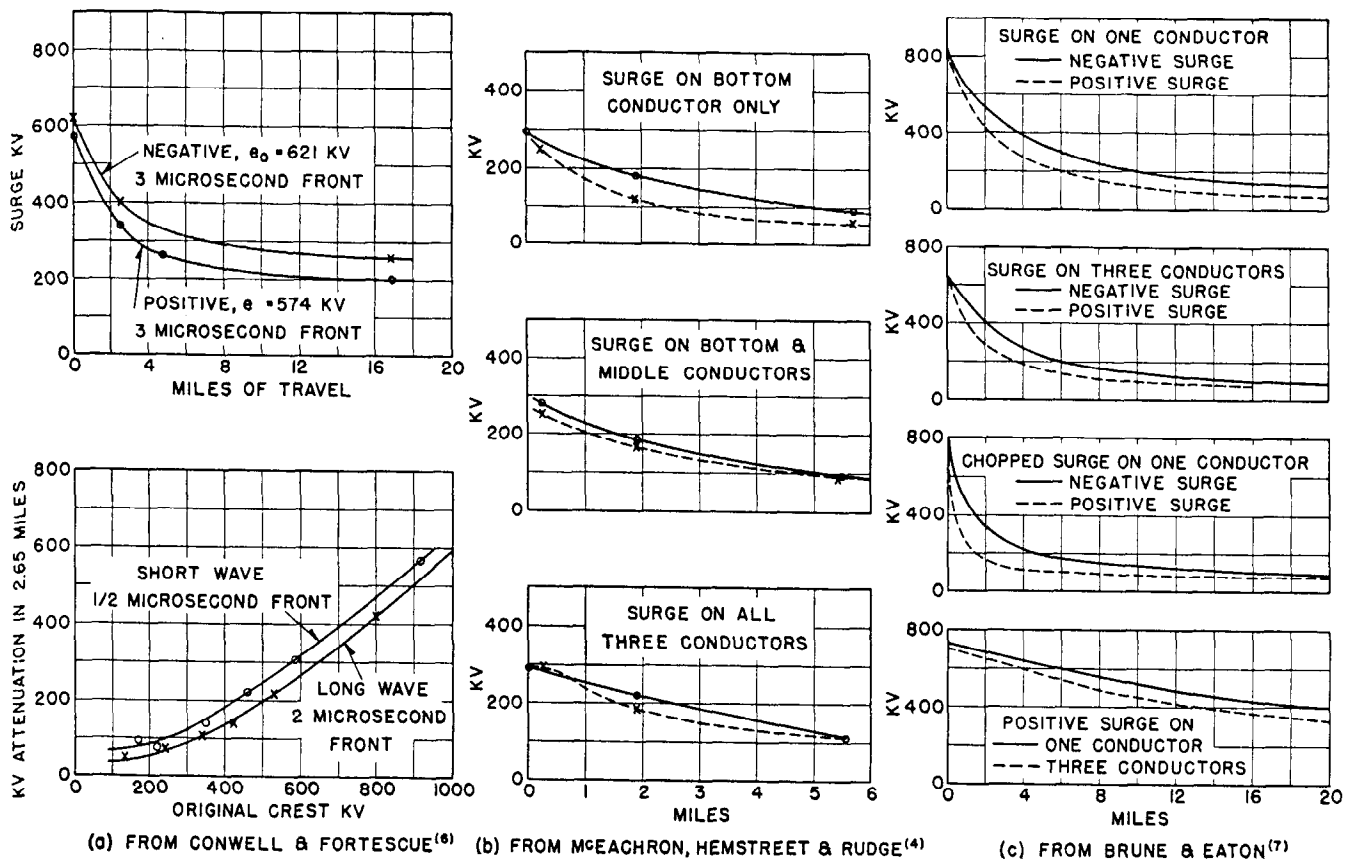 800
600
400
200
0
SURGE KV
NEGATIVE, e₀ = 621 KV
3 MICROSECOND FRONT
POSITIVE, e = 574 KV
3 MICROSECOND FRONT
0 4 8 12 16 20
MILES OF TRAVEL
800
600
400
200
0
KV ATTENUATION IN 2.65 MILES
SHORT WAVE
1/2 MICROSECOND FRONT
LONG WAVE
2 MICROSECOND
FRONT
0 200 400 600 800 1000
ORIGINAL CREST KV
(a) FROM CONWELL & FORTESCUE(6)
400
200
0
KV
SURGE ON BOTTOM
CONDUCTOR ONLY
400
200
0
KV
SURGE ON BOTTOM &
MIDDLE CONDUCTORS
400
200
0
KV
SURGE ON ALL
THREE CONDUCTORS
0 1 2 3 4 5 6
MILES
(b) FROM McEACHRON, HEMSTREET & RUDGE(4)
800
400
0
KV
SURGE ON ONE CONDUCTOR
NEGATIVE SURGE
POSITIVE SURGE
800
400
0
KV
SURGE ON THREE CONDUCTORS
NEGATIVE SURGE
POSITIVE SURGE
800
400
0
KV
CHOPPED SURGE ON ONE CONDUCTOR
NEGATIVE SURGE
POSITIVE SURGE
800
400
0
KV
POSITIVE SURGE ON
ONE CONDUCTOR
THREE CONDUCTORS
0 4 8 12 16 20
MILES
(c) FROM BRUNE & EATON(7)